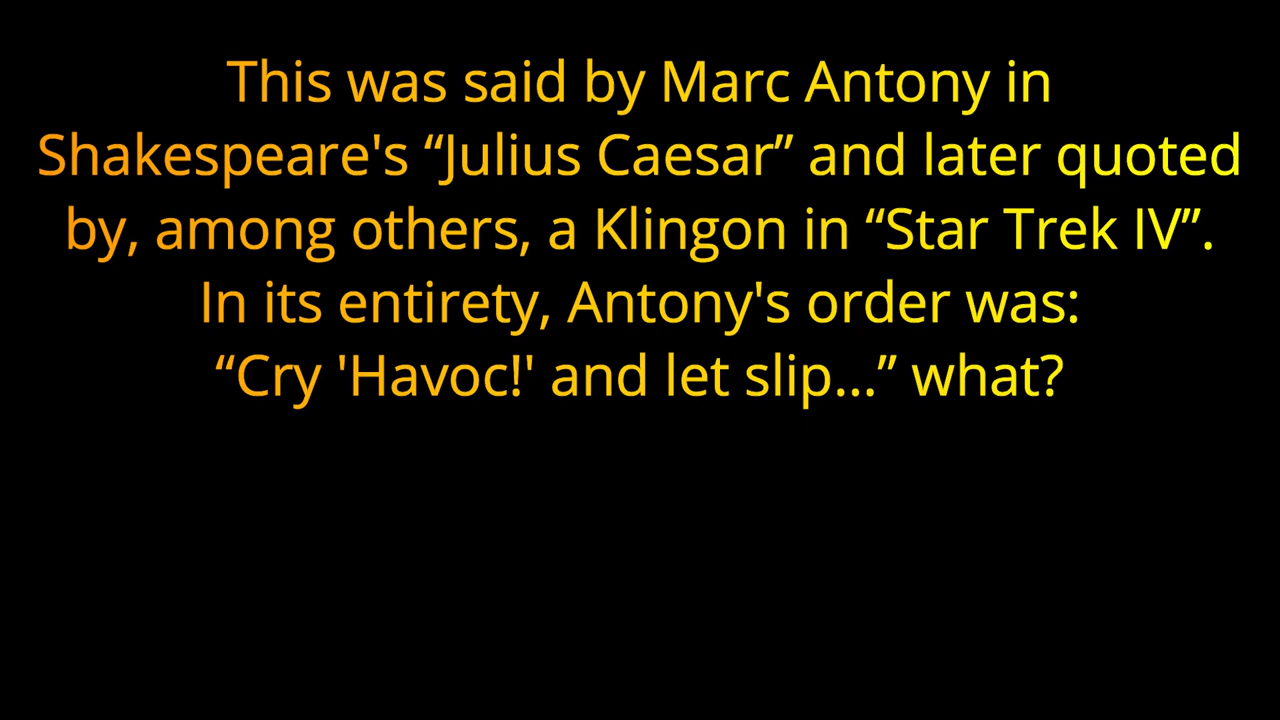 This was said by Marc Antony in
Shakespeare's “Julius Caesar” and later quoted
by, among others, a Klingon in “Star Trek IV”.
In its entirety, Antony's order was:
“Cry 'Havoc!' and let slip...” what?